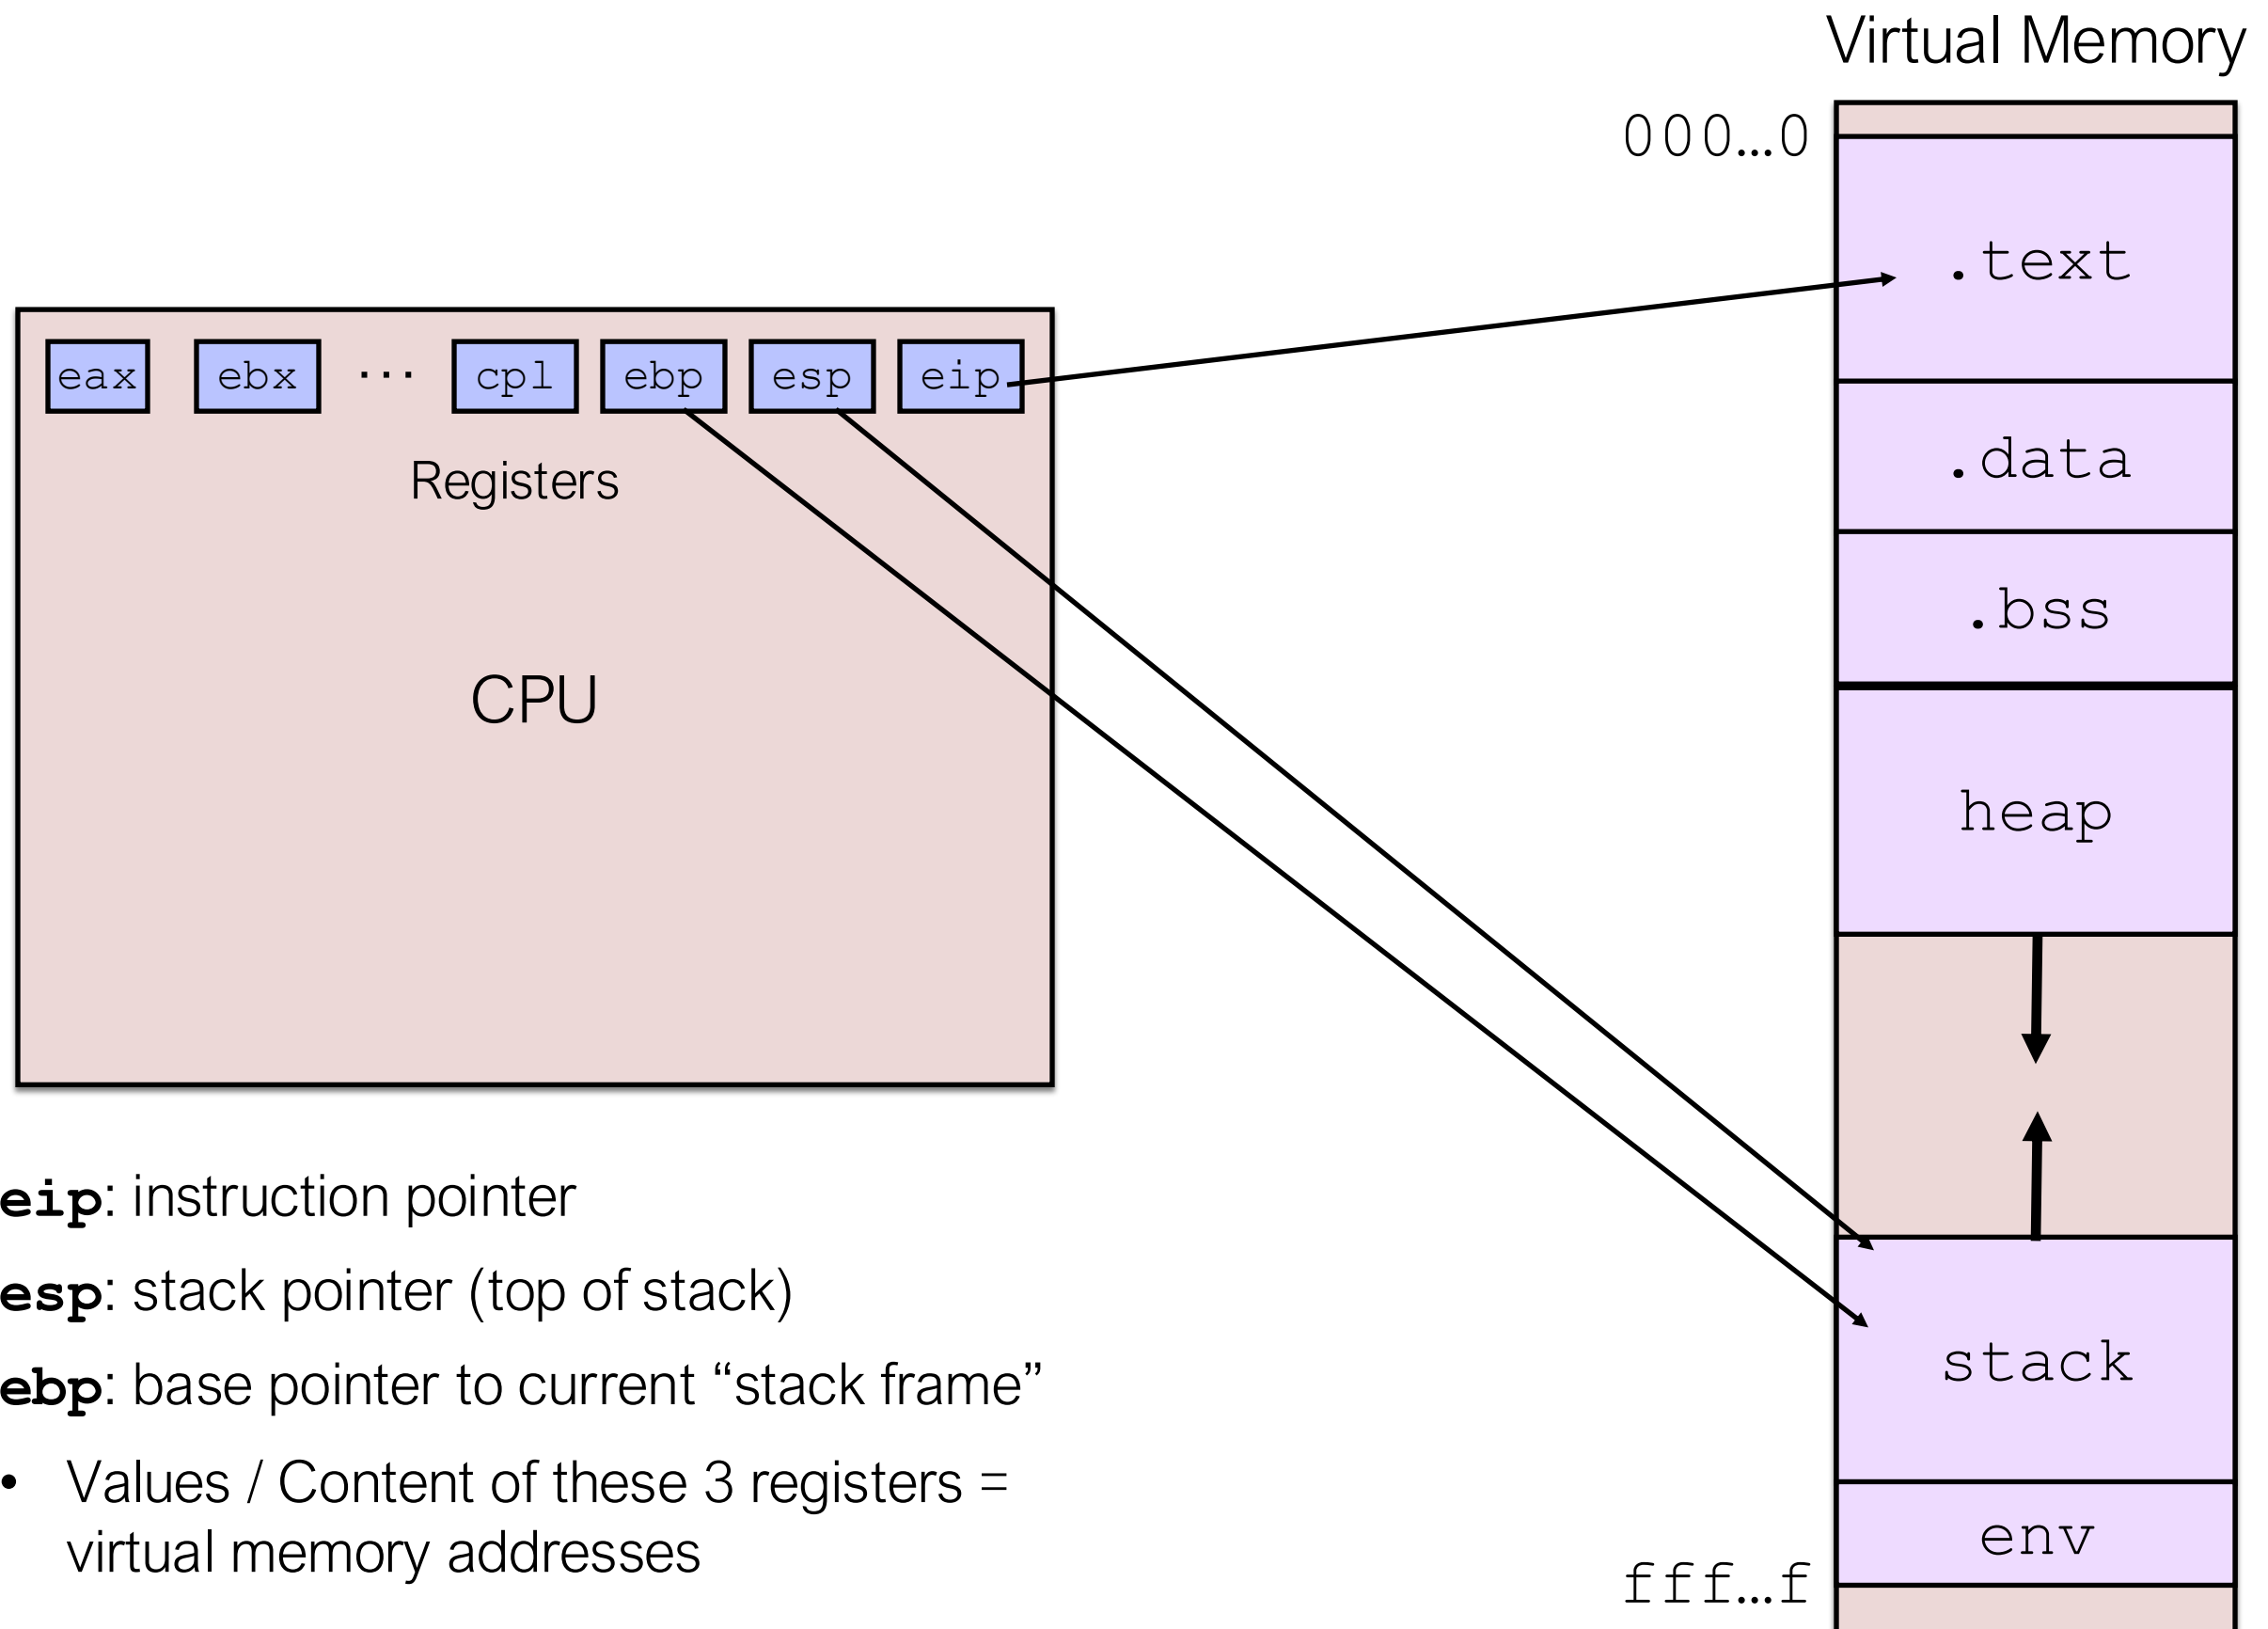 Virtual Memory
000…0
.text
eax ebx ... cpl ebp esp eip
Registers
.data
.bss
CPU
heap
eip: instruction pointer
esp: stack pointer (top of stack)
ebp: base pointer to current “stack frame”
stack
• Values / Content of these 3 registers =
virtual memory addresses
env
fff…f